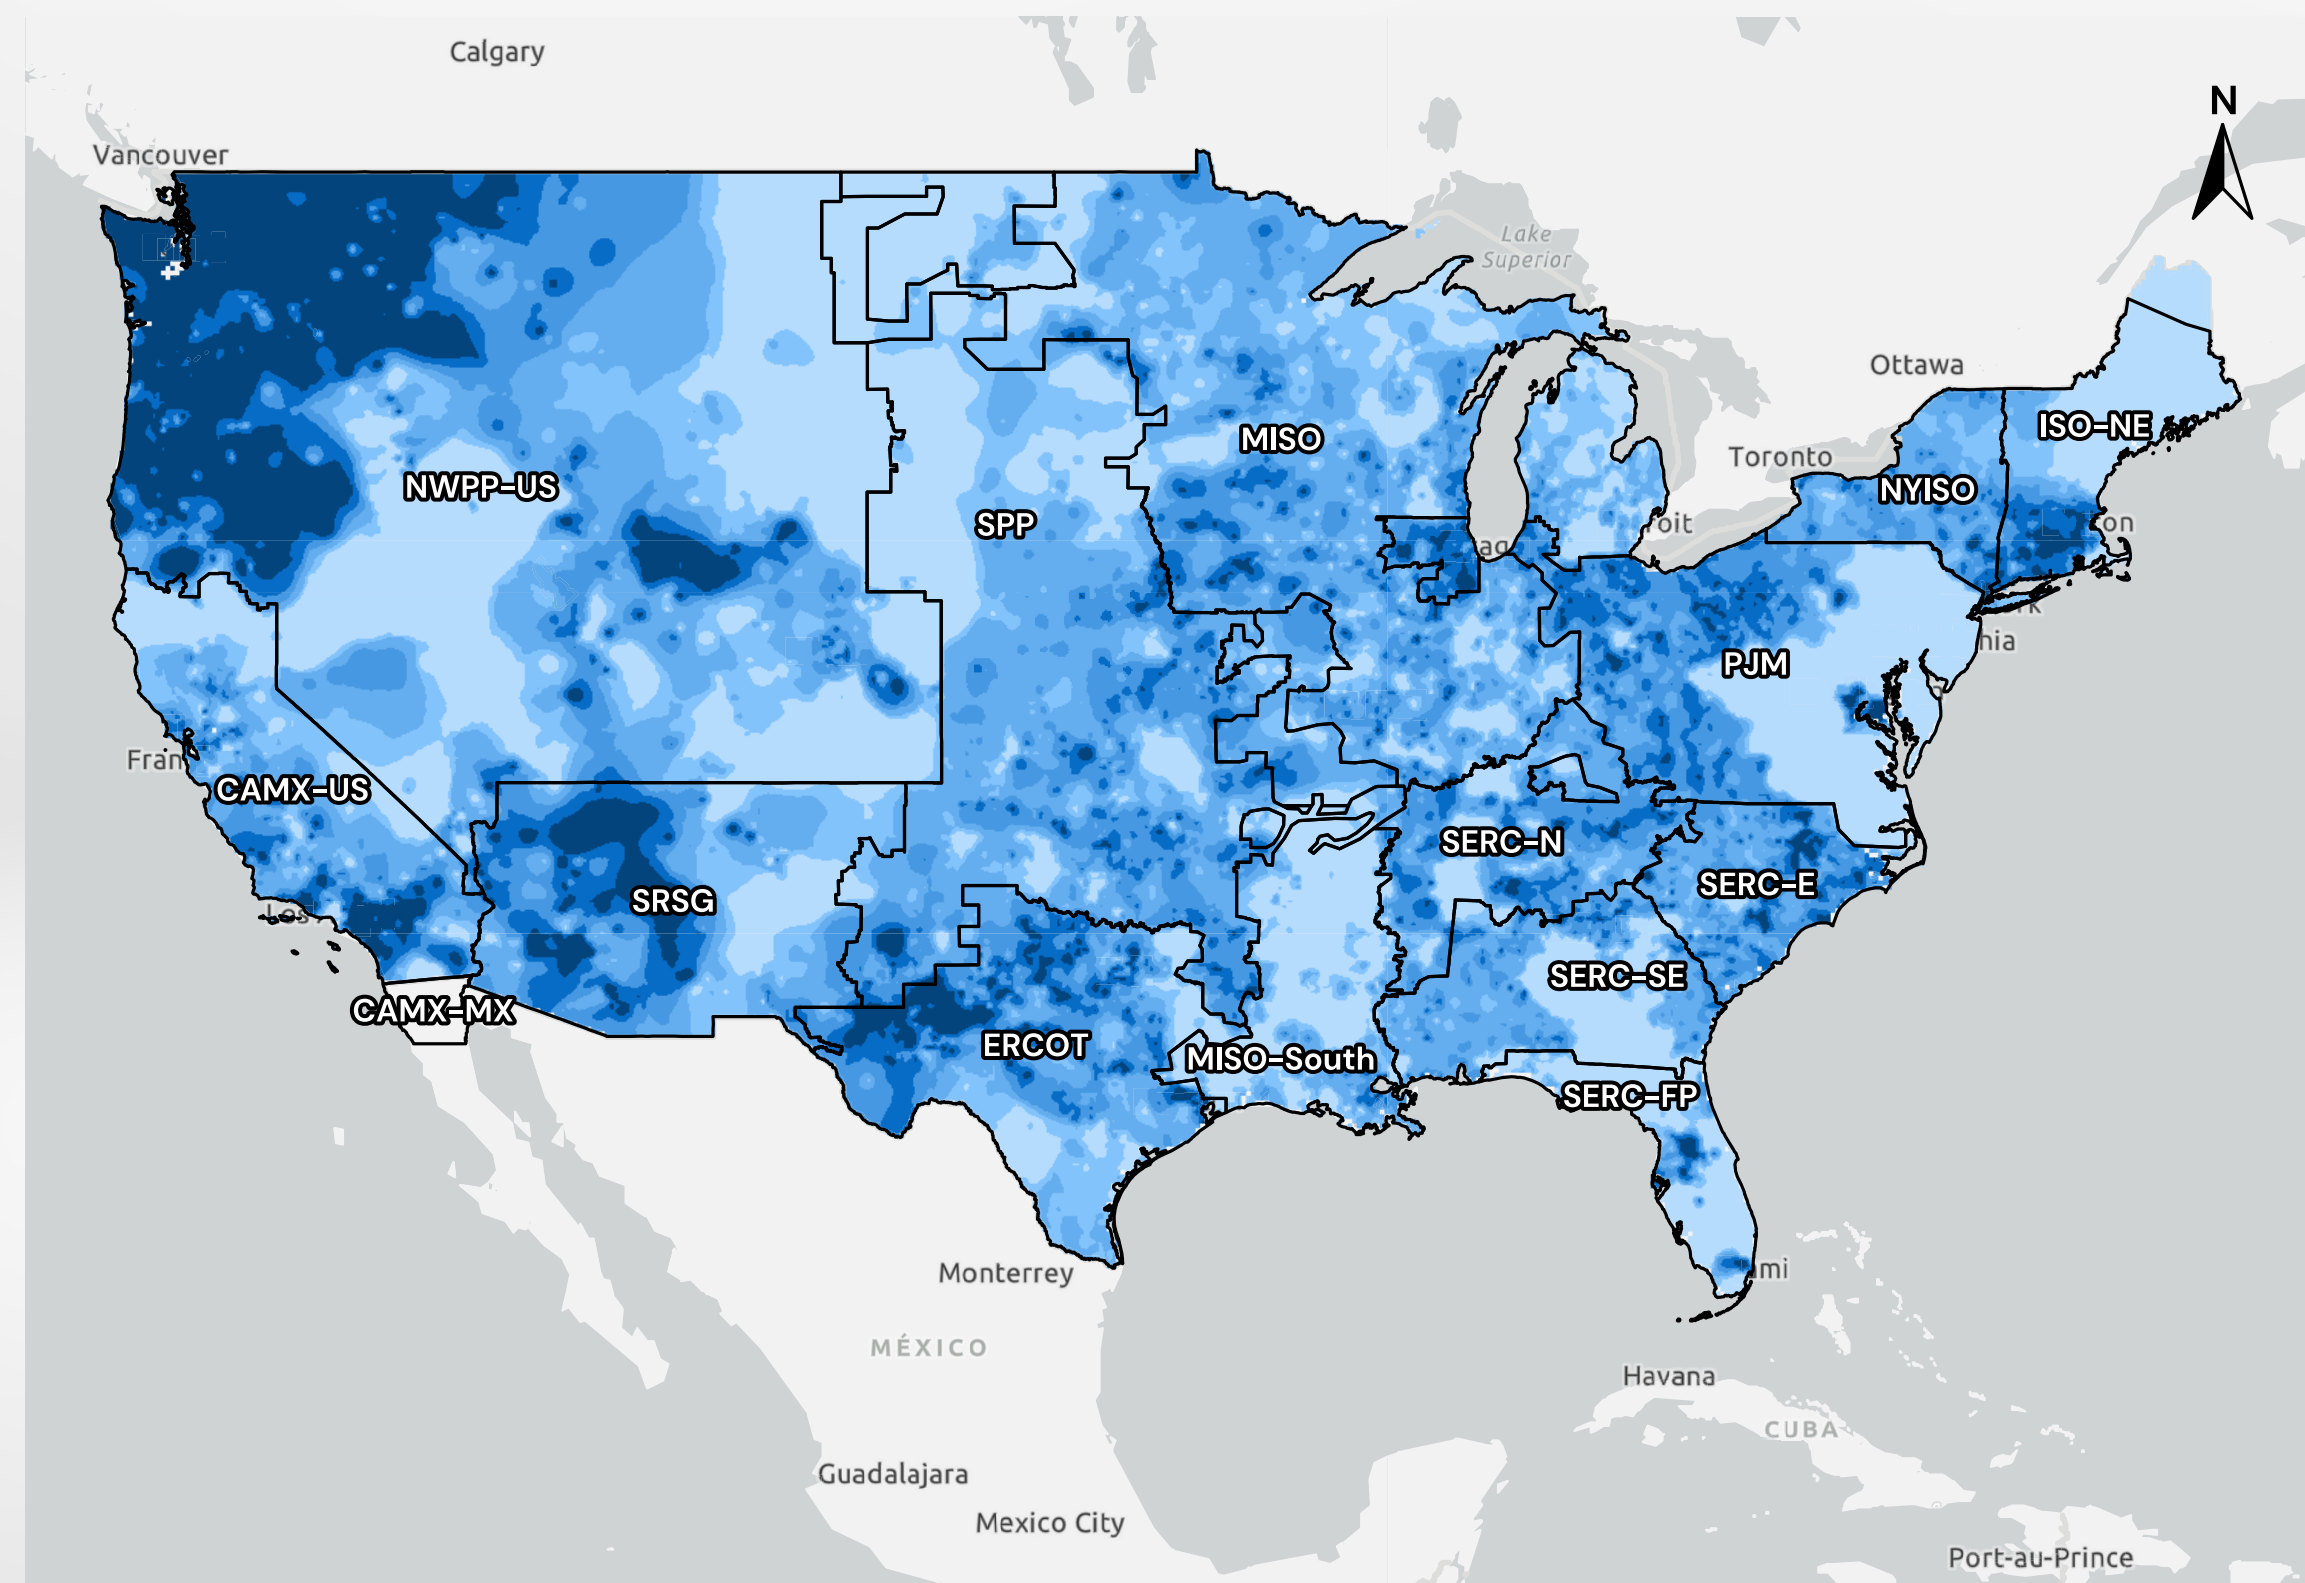 Calgary
N
Vancouver
Lake
Superior
Ottawa
MISO
ISO-NE
Toronto
NWPP-US
NYISO
SPP
PJM
CAMX-US
SERC-N
SRSG
SERC-E
Los
SERC-SE
CAMX-MX
ERCOT
MISO-South
SERC-FP
Monterrey
MÉXICO
Havana
CUBA
Guadalajara
Mexico City
Port-au-Prince